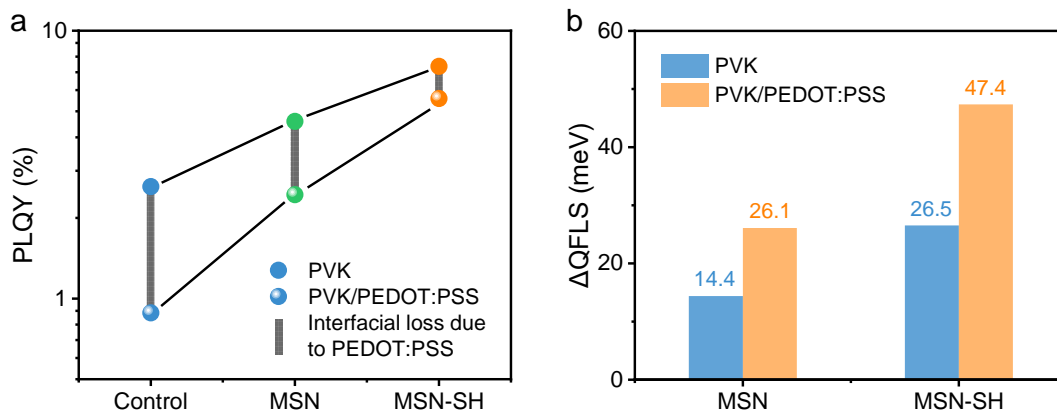 a
10
1
PLQY (%)
PVK
PVK/PEDOT:PSS
Interfacial loss due
to PEDOT:PSS
Control
MSN
MSN-SH
b
60
40
20
0
ΔQFLS (meV)
PVK
PVK/PEDOT:PSS
14.4
26.1
26.5
47.4
MSN
MSN-SH